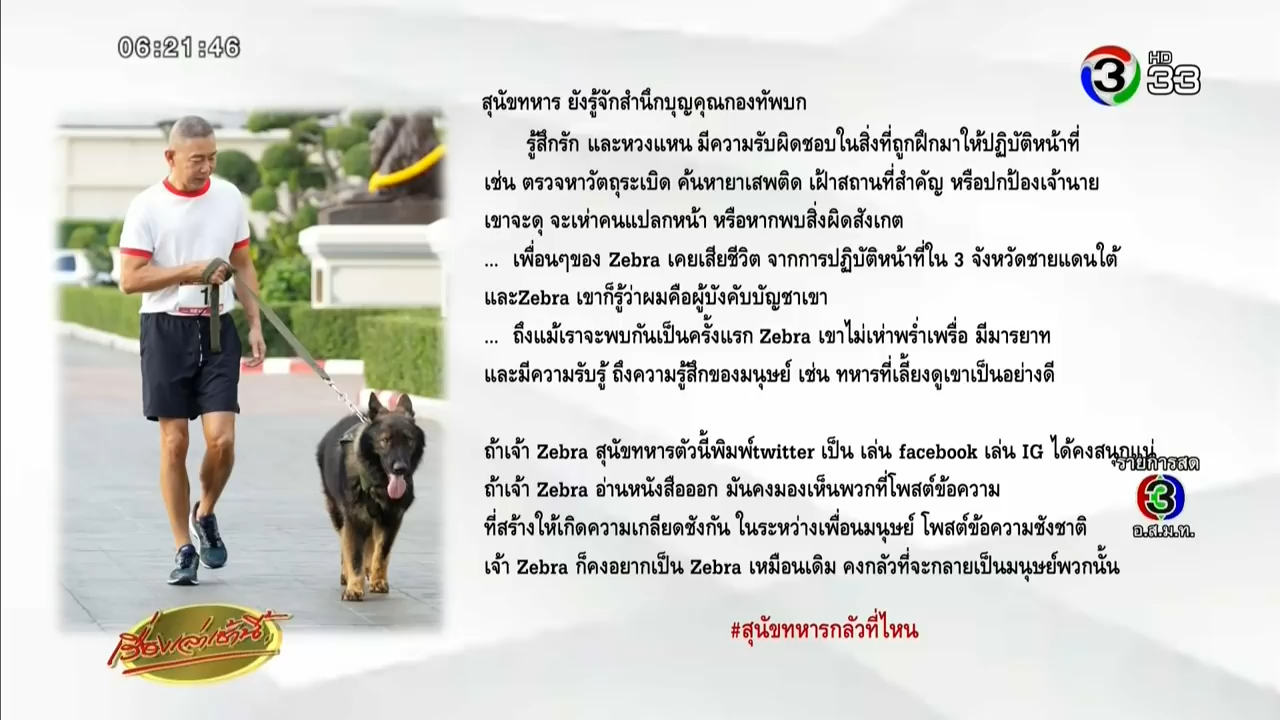 06:21:46
3 HD 33
สุนัขทหาร ยังรู้จักสำนึกบุญคุณกองทัพบก
รู้สึกรัก และหวงแหน มีความรับผิดชอบในสิ่งที่ถูกฝึกมาให้ปฏิบัติหน้าที่
เช่น ตรวจหาวัตถุระเบิด ค้นหายาเสพติด เฝ้าสถานที่สำคัญ หรือปกป้องเจ้านาย
เขาจะดุ จะเห่าคนแปลกหน้า หรือหากพบสิ่งผิดสังเกต
... เพื่อนๆของ Zebra เคยเสียชีวิต จากการปฏิบัติหน้าที่ใน 3 จังหวัดชายแดนใต้
และZebra เขาก็รู้ว่าผมคือผู้บังคับบัญชาเขา
... ถึงแม้เราจะพบกันเป็นครั้งแรก Zebra เขาไม่เห่าพร่ำเพรื่อ มีมารยาท
และมีความรับรู้ ถึงความรู้สึกของมนุษย์ เช่น ทหารที่เลี้ยงดูเขาเป็นอย่างดี
ถ้าเจ้า Zebra สุนัขทหารตัวนี้พิมพ์twitter เป็น เล่น facebook เล่น IG ได้คงสนุกแน่
ถ้าเจ้า Zebra อ่านหนังสือออก มันคงมองเห็นพวกที่โพสต์ข้อความ
ที่สร้างให้เกิดความเกลียดชังกัน ในระหว่างเพื่อนมนุษย์ โพสต์ข้อความชังชาติ
เจ้า Zebra ก็คงอยากเป็น Zebra เหมือนเดิม คงกลัวที่จะกลายเป็นมนุษย์พวกนั้น
#สุนัขทหารกลัวที่ไหน
รายการสด
3
อ.ส.ม.ท.
เรื่องเล่าเช้านี้